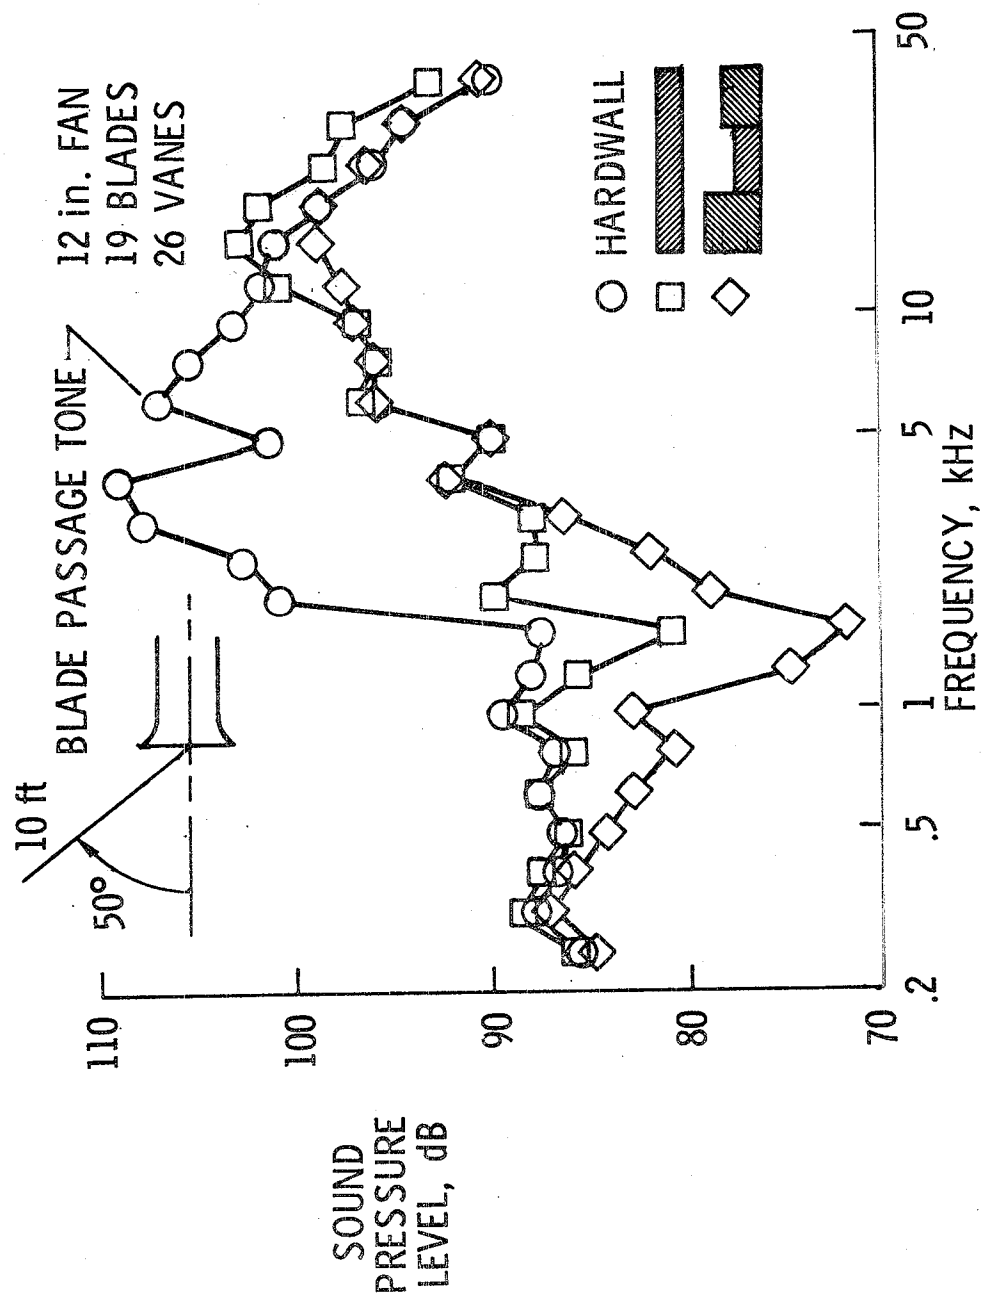 12 in. FAN
19 BLADES
26 VANES
BLADE PASSAGE TONE
10 ft
50°
SOUND
PRESSURE
LEVEL, dB
110
100
90
80
70
.2
.5
1
5
10
50
FREQUENCY, kHz
HARDWALL